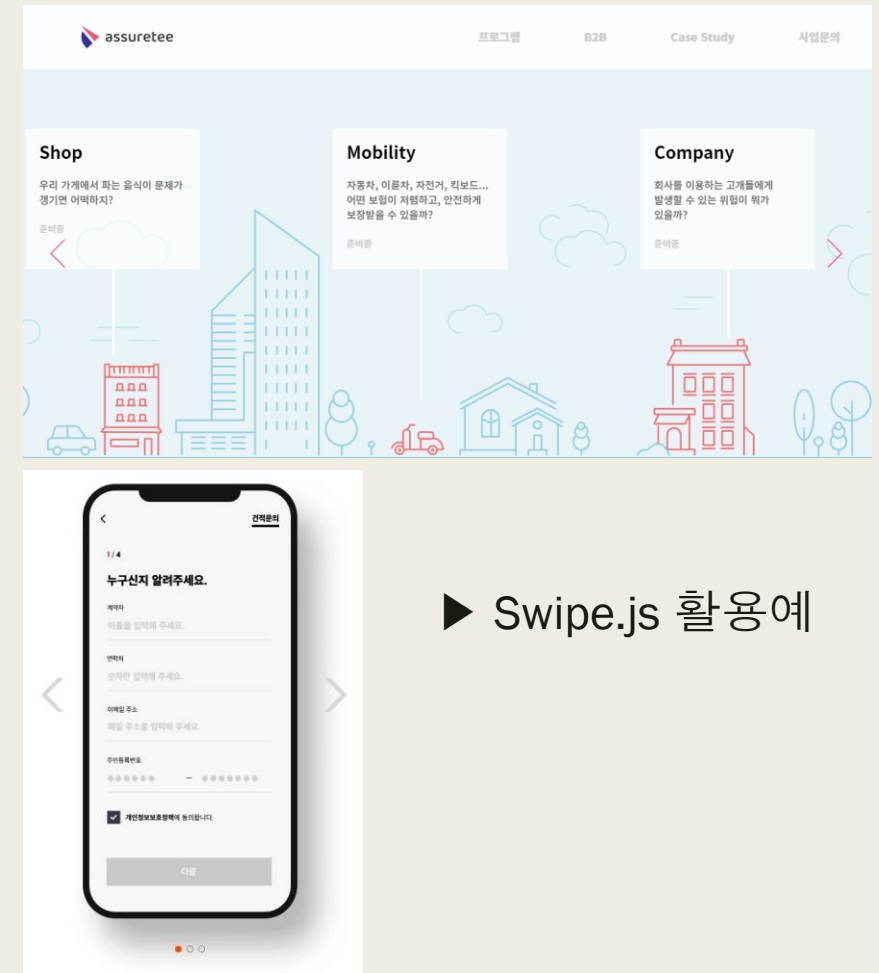 assuretee
프로그램
B2B
Case Study
사업문의
Shop
우리 가게에서 파는 음식이 문제가
갱기면 어떡하지?
준비중
Mobility
자동차, 이륜차, 자전거, 킥보드...
어떤 보험이 저렴하고, 안전하게
보장받을 수 있을까?
준비중
Company
회사를 이용하는 고개들에게
발생할 수 있는 위험이 뭐가
있을까?
준비중
견적문의
1/4
누구신지 알려주세요.
계약자
이름을 입력해 주세요.
연락처
숫자만 입력해 주세요.
이메일 주소
메일 주소를 입력해 주세요.
주민등록번호
개인정보보호정책에 동의합니다.
다음
▶ Swipe.js 활용예